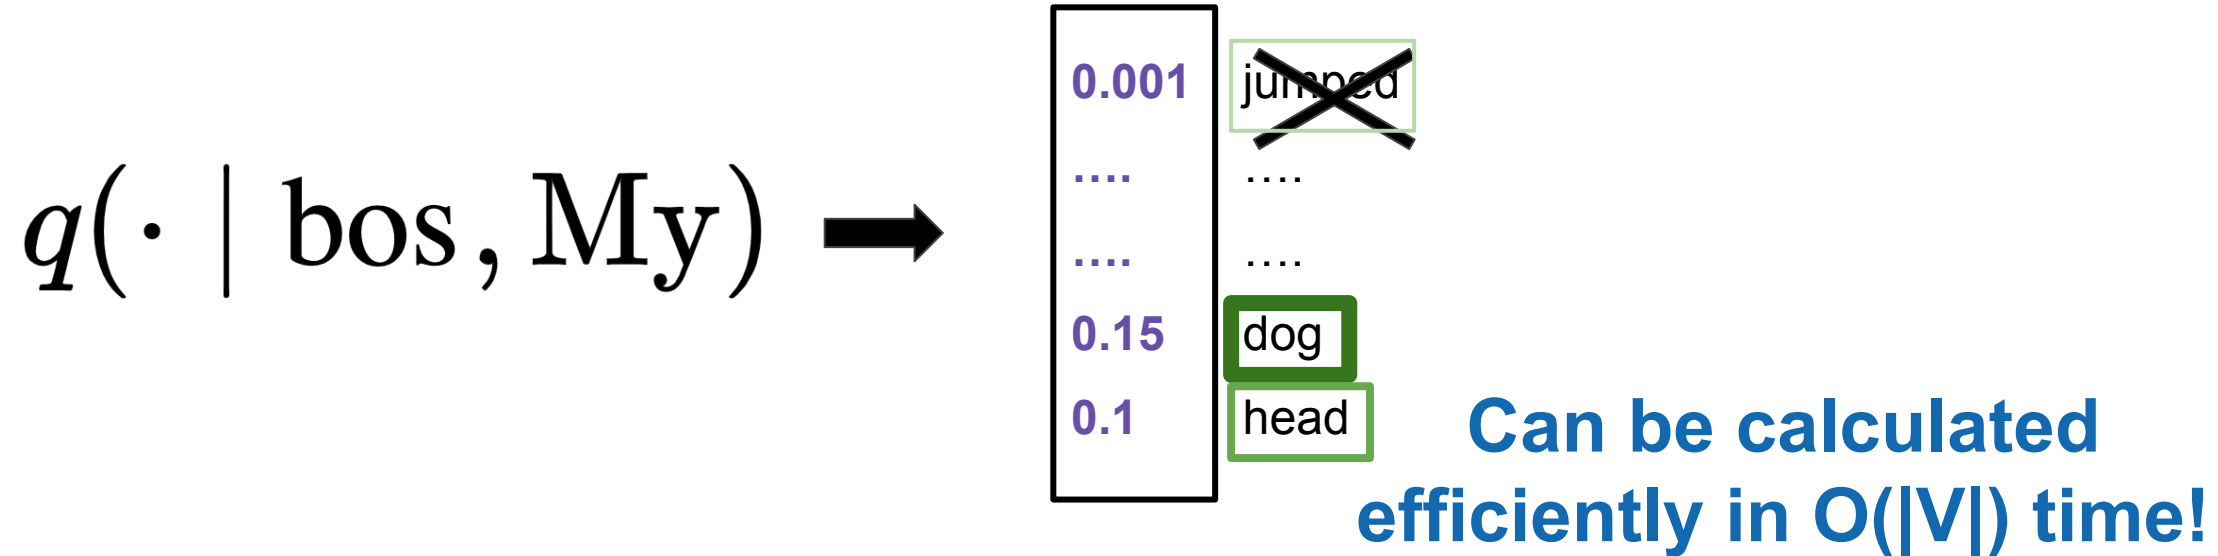 q(· | bos, My)
0.001 jumped
.... ....
.... ....
0.15 dog
0.1 head
Can be calculated
efficiently in O(|V|) time!